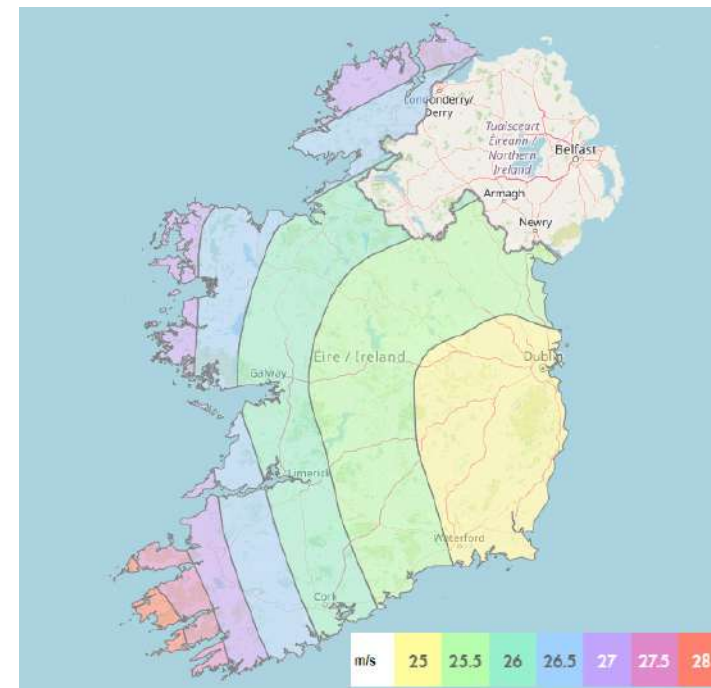 Londonderry/
Derry
Tuaisceart
Éireann /
Northern
Ireland
Belfast
Armagh
Newry
Éire / Ireland
Dublin
Galway
Limerick
Waterford
Cork
m/s 25 25.5 26 26.5 27 27.5 28